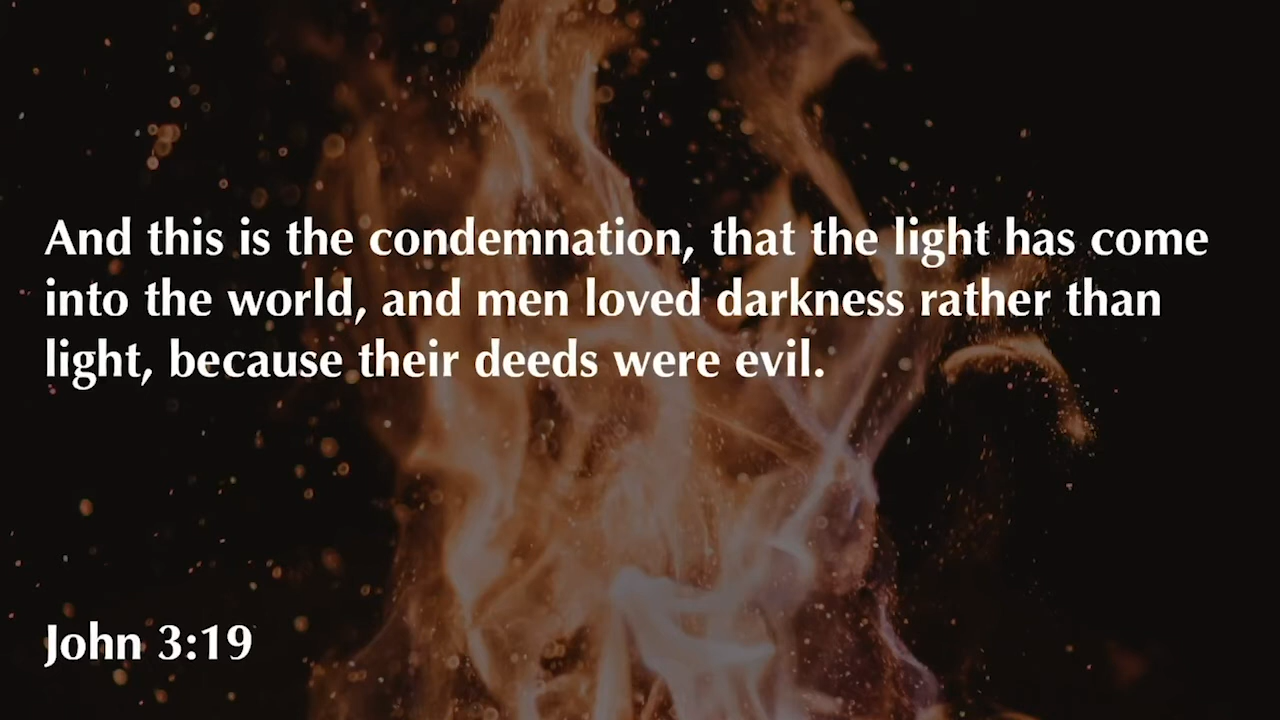 And this is the condemnation, that the light has come
into the world, and men loved darkness rather than
light, because their deeds were evil.
John 3:19